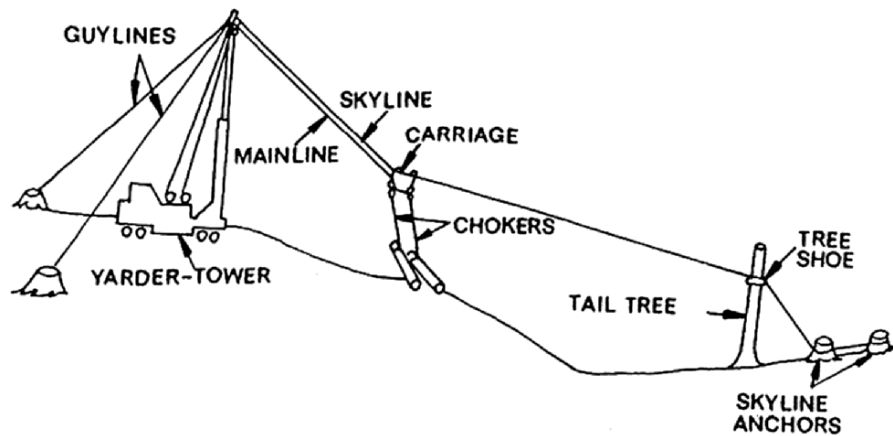 GUYLINES
SKYLINE
CARRIAGE
MAINLINE
CHOKERS
YARDER-TOWER
TREE
SHOE
TAIL TREE
SKYLINE
ANCHORS